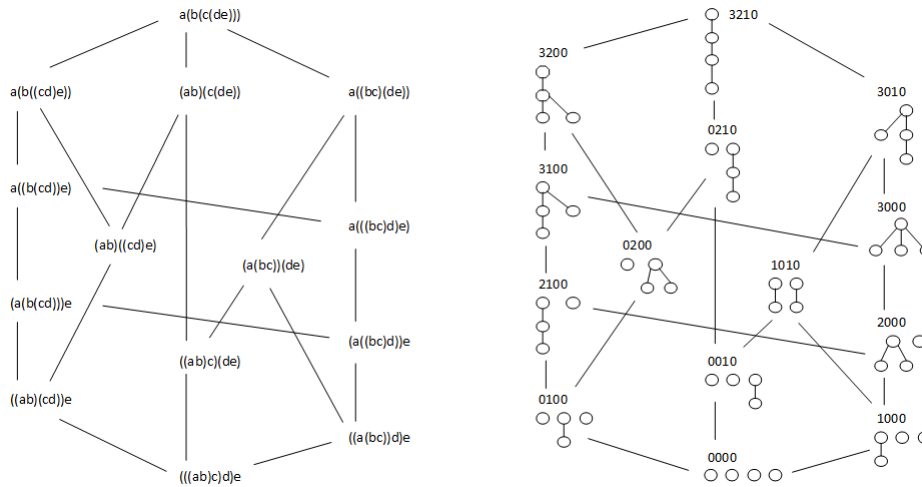 a(b(c(de)))
a(b((cd)e))
(ab)(c(de))
a((bc)(de))
a((b(cd))e)
a(((bc)d)e)
(ab)((cd)e)
(a(bc))(de)
(a(b(cd)))e
(a((bc)d))e
((ab)c)(de)
((ab)(cd))e
((a(bc))d)e
(((ab)c)d)e
3210
3200
3010
0210
3100
3000
0200
1010
2100
2000
0010
0100
1000
0000